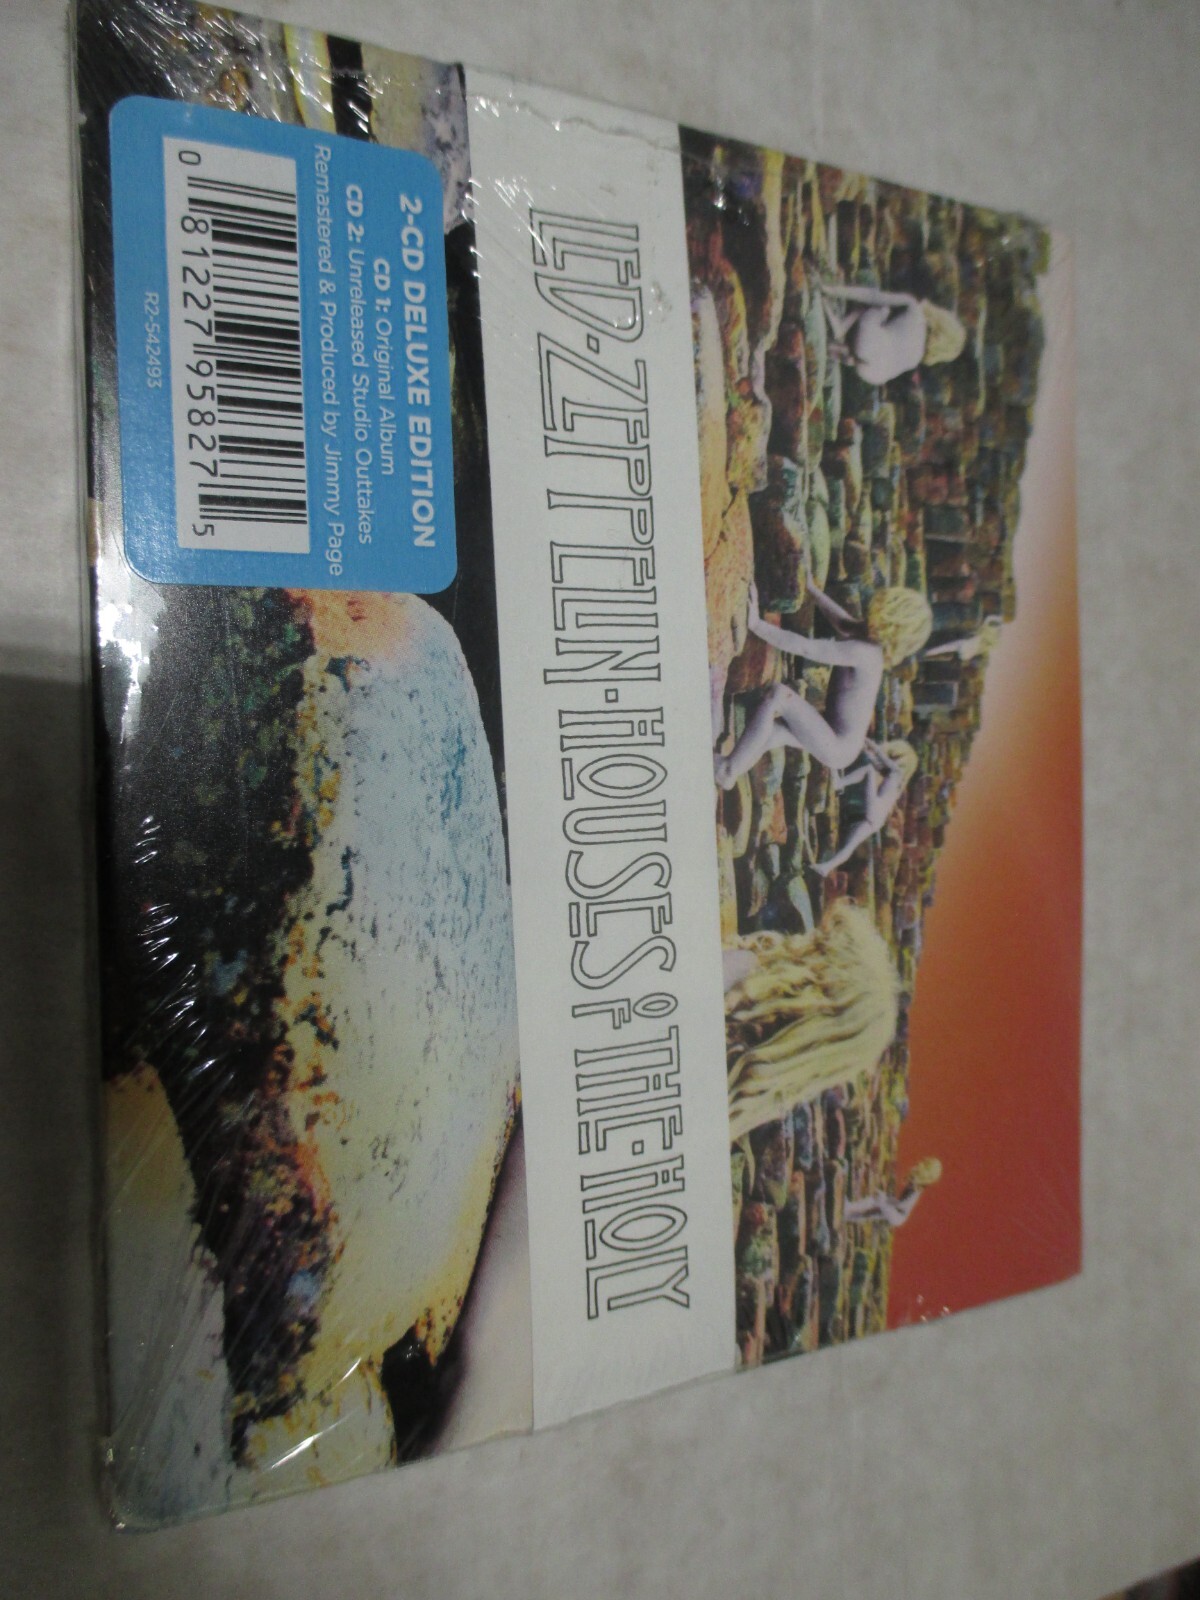 LED·ZEPPELIN·HOUSES OF THE·HOLY
2-CD DELUXE EDITION
CD 1: Original Album
CD 2: Unreleased Studio Outtakes
Remastered & Produced by Jimmy Page
0 81227 95827 5
R2-542493